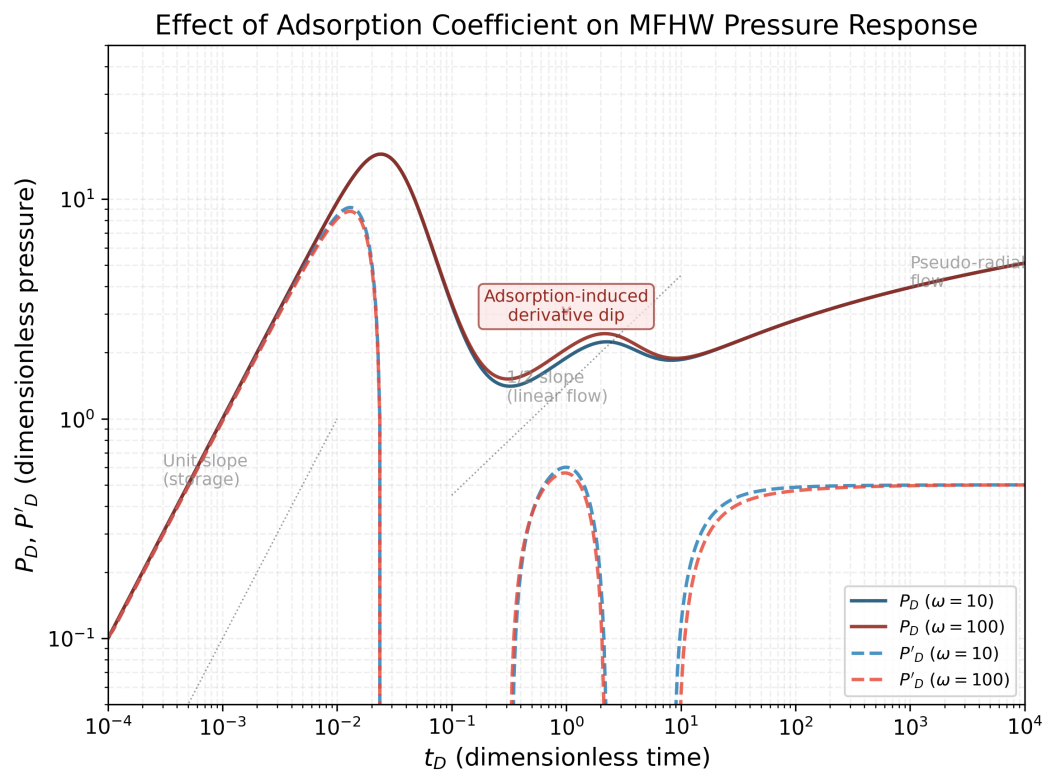 Effect of Adsorption Coefficient on MFHW Pressure Response
P_D, P'_D (dimensionless pressure)
10^1
10^0
10^{-1}
Pseudo-radial
flow
Adsorption-induced
derivative dip
1/2 slope
(linear flow)
Unit slope
(storage)
P_D (ω = 10)
P_D (ω = 100)
P'_D (ω = 10)
P'_D (ω = 100)
10^{-4}
10^{-3}
10^{-2}
10^{-1}
10^0
10^1
10^2
10^3
10^4
t_D (dimensionless time)